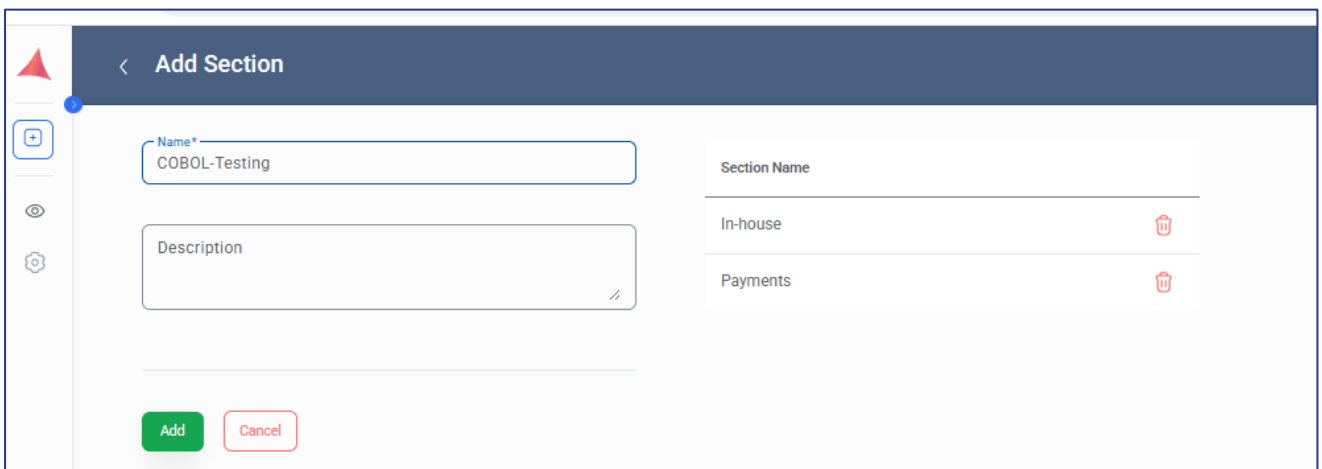 Add Section
Name*
COBOL-Testing
Description
Add
Cancel
Section Name
In-house
Payments